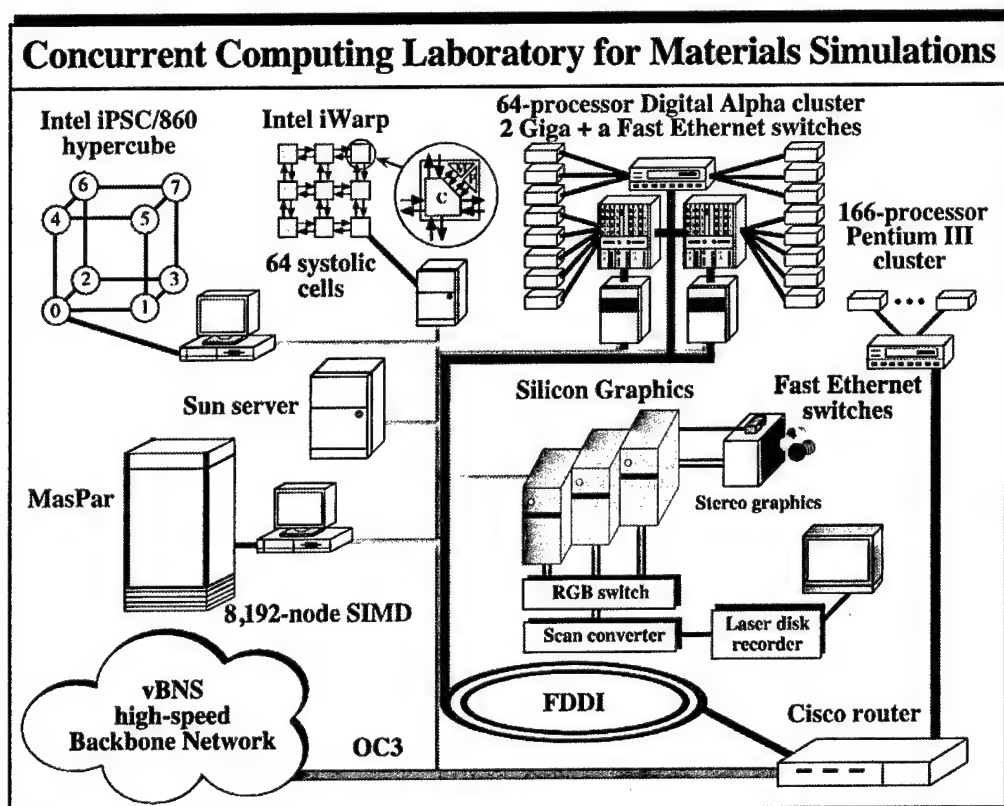 Concurrent Computing Laboratory for Materials Simulations
Intel iPSC/860
hypercube
6
7
4
5
2
3
0
1
Intel iWarp
C
64 systolic
cells
64-processor Digital Alpha cluster
2 Giga + a Fast Ethernet switches
166-processor
Pentium III
cluster
Fast Ethernet
switches
Sun server
Silicon Graphics
Stereo graphics
MasPar
8,192-node SIMD
RGB switch
Scan converter
Laser disk
recorder
vBNS
high-speed
Backbone Network
OC3
FDDI
Cisco router